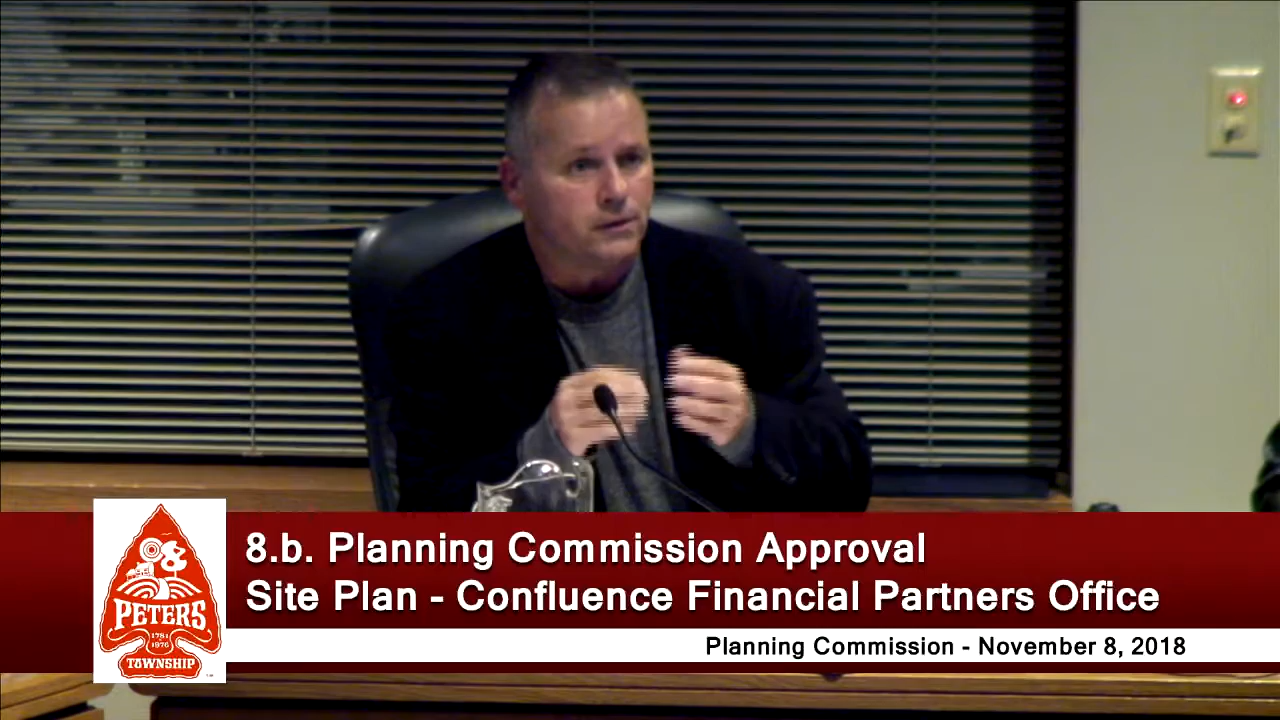 8.b. Planning Commission Approval
Site Plan - Confluence Financial Partners Office
Planning Commission - November 8, 2018
PETERS
1781
1976
TOWNSHIP